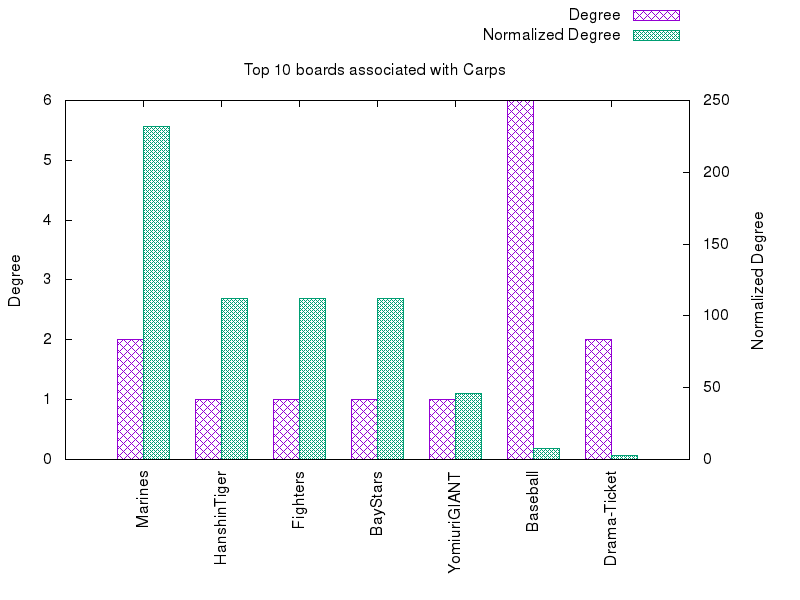 Degree
Normalized Degree
Top 10 boards associated with Carps
6
5
4
3
2
1
0
250
200
150
100
50
0
Degree
Normalized Degree
Marines
HanshinTiger
Fighters
BayStars
YomiuriGIANT
Baseball
Drama-Ticket